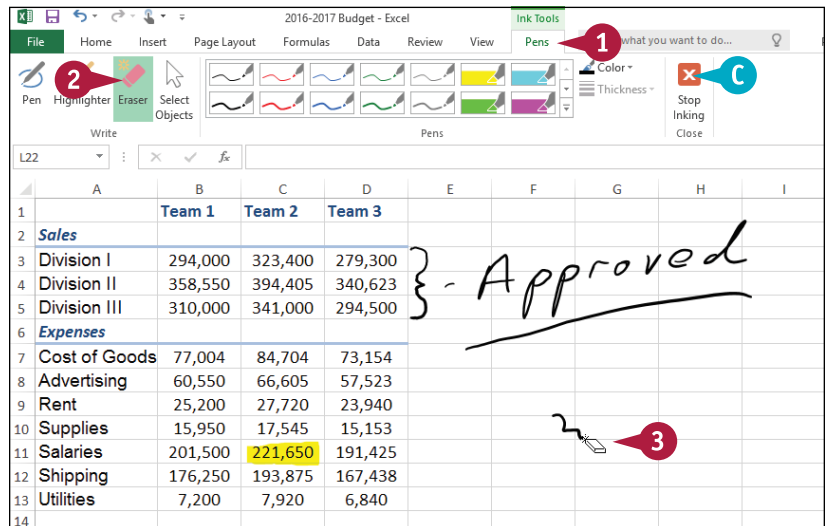 2016-2017 Budget - Excel
Ink Tools
File Home Insert Page Layout Formulas Data Review View Pens 1 what you want to do...
2 C
Pen Highlighter Eraser Select Objects
Color
Thickness
Stop Inking
Write Pens Close
L22 fx
A B C D E F G H I
1 Team 1 Team 2 Team 3
2 Sales
3 Division I 294,000 323,400 279,300
4 Division II 358,550 394,405 340,623 } - Approved
5 Division III 310,000 341,000 294,500
6 Expenses
7 Cost of Goods 77,004 84,704 73,154
8 Advertising 60,550 66,605 57,523
9 Rent 25,200 27,720 23,940
10 Supplies 15,950 17,545 15,153
11 Salaries 201,500 221,650 191,425 3
12 Shipping 176,250 193,875 167,438
13 Utilities 7,200 7,920 6,840
14